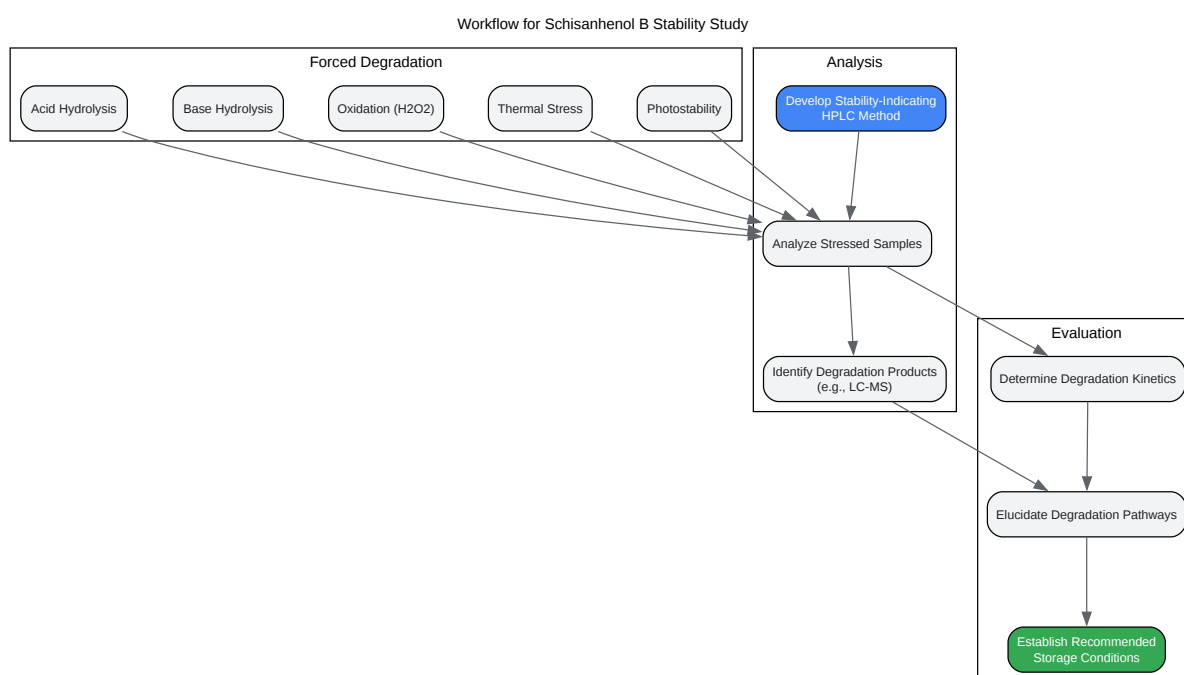 Workflow for Schisanhenol B Stability Study
Forced Degradation
Acid Hydrolysis
Base Hydrolysis
Oxidation (H2O2)
Thermal Stress
Photostability
Analysis
Develop Stability-Indicating
HPLC Method
Analyze Stressed Samples
Identify Degradation Products
(e.g., LC-MS)
Evaluation
Determine Degradation Kinetics
Elucidate Degradation Pathways
Establish Recommended
Storage Conditions